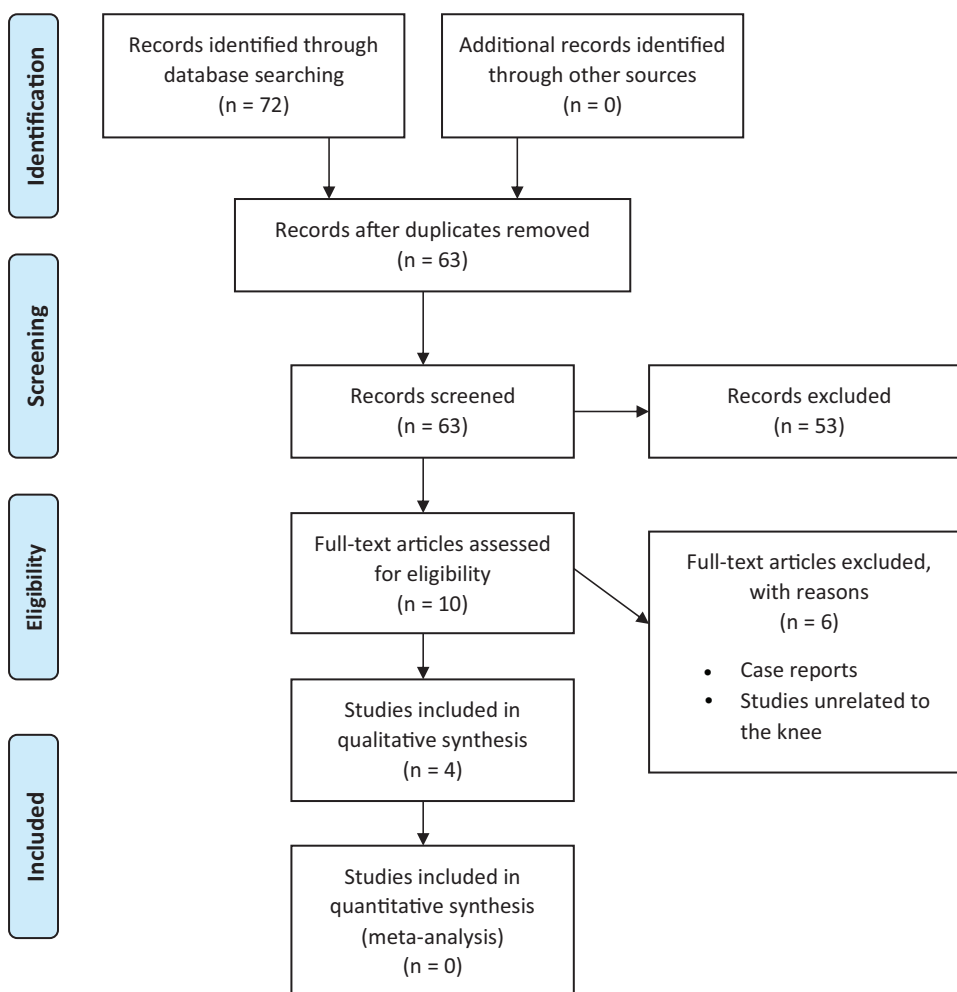 Identification
Records identified through
database searching
(n = 72)
Additional records identified
through other sources
(n = 0)
Records after duplicates removed
(n = 63)
Screening
Records screened
(n = 63)
Records excluded
(n = 53)
Eligibility
Full-text articles assessed
for eligibility
(n = 10)
Full-text articles excluded,
with reasons
(n = 6)
• Case reports
• Studies unrelated to
the knee
Included
Studies included in
qualitative synthesis
(n = 4)
Studies included in
quantitative synthesis
(meta-analysis)
(n = 0)